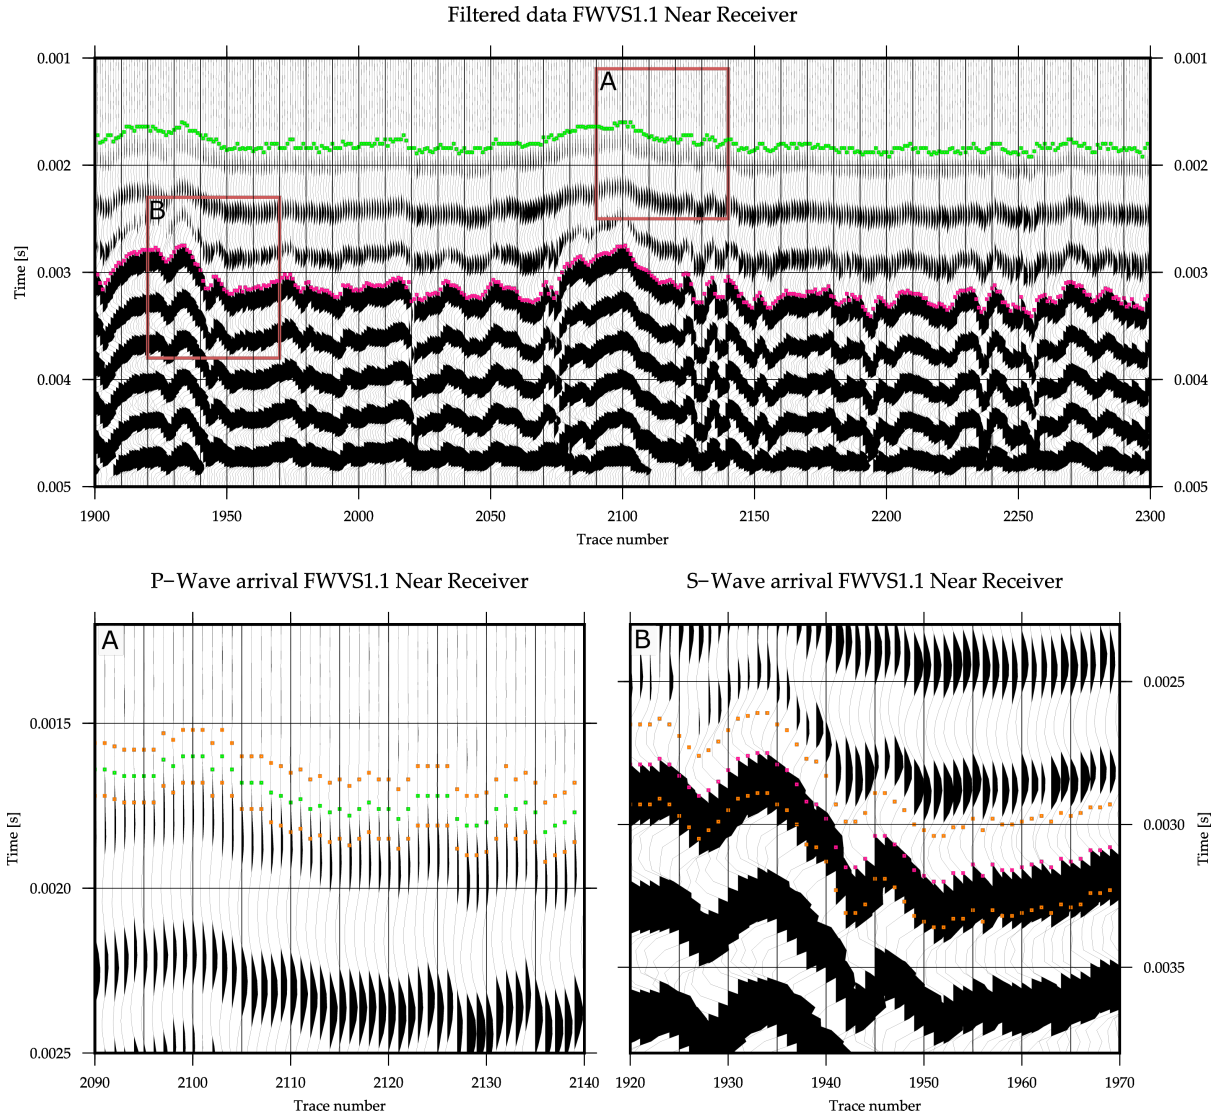 Filtered data FWVS1.1 Near Receiver
0.001 0.001
A
0.002 0.002
B
Time [s]
0.003 0.003
0.004 0.004
0.005 0.005
1900 1950 2000 2050 2100 2150 2200 2250 2300
Trace number
P−Wave arrival FWVS1.1 Near Receiver
A
0.0015
0.0020
0.0025
Time [s]
2090 2100 2110 2120 2130 2140
Trace number
S−Wave arrival FWVS1.1 Near Receiver
B
0.0025
0.0030
0.0035
Time [s]
1920 1930 1940 1950 1960 1970
Trace number